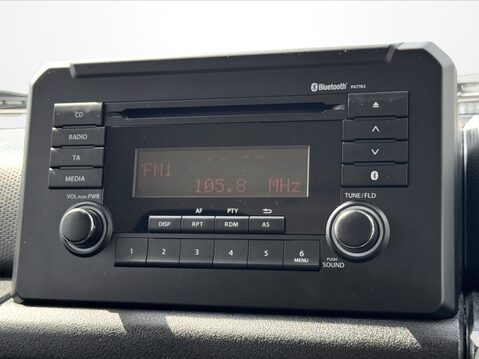 Bluetooth PA77R3
CD
RADIO
TA
MEDIA
VOL PUSH PWR
FM1
105.8 MHz
AF PTY
DISP RPT RDM AS
1 2 3 4 5 6
MENU
TUNE/FLD
PUSH
SOUND